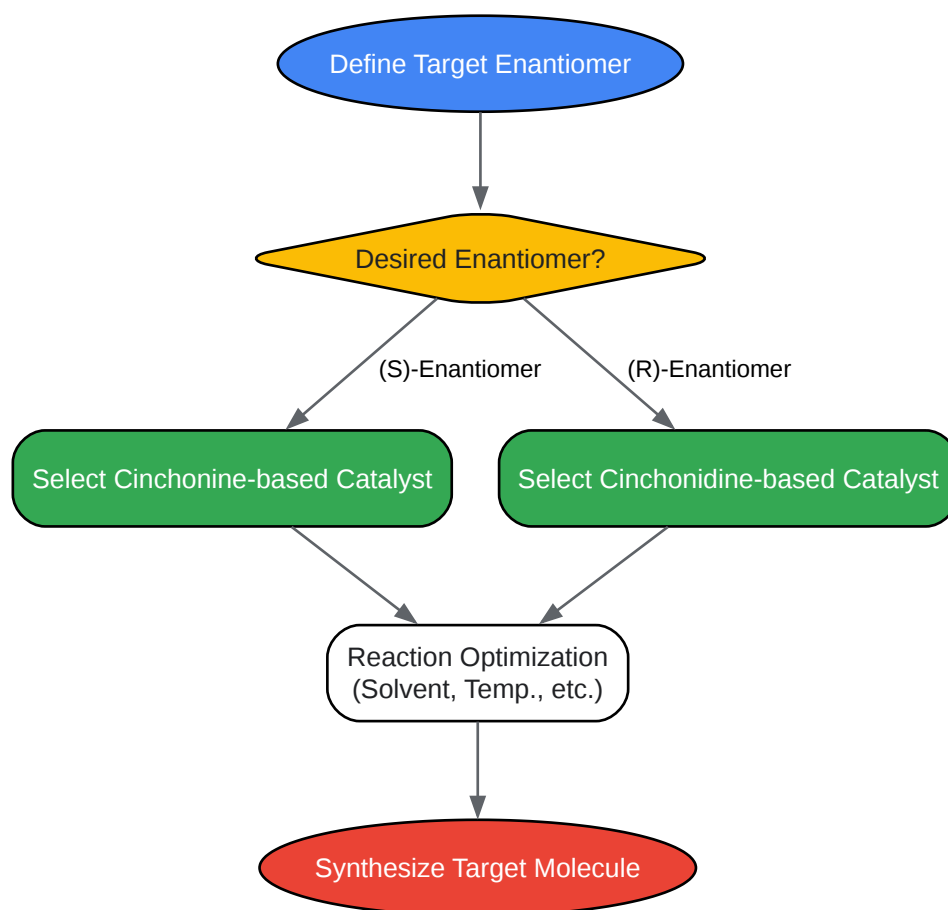 Define Target Enantiomer
Desired Enantiomer?
(S)-Enantiomer
(R)-Enantiomer
Select Cinchonine-based Catalyst
Select Cinchonidine-based Catalyst
Reaction Optimization
(Solvent, Temp., etc.)
Synthesize Target Molecule